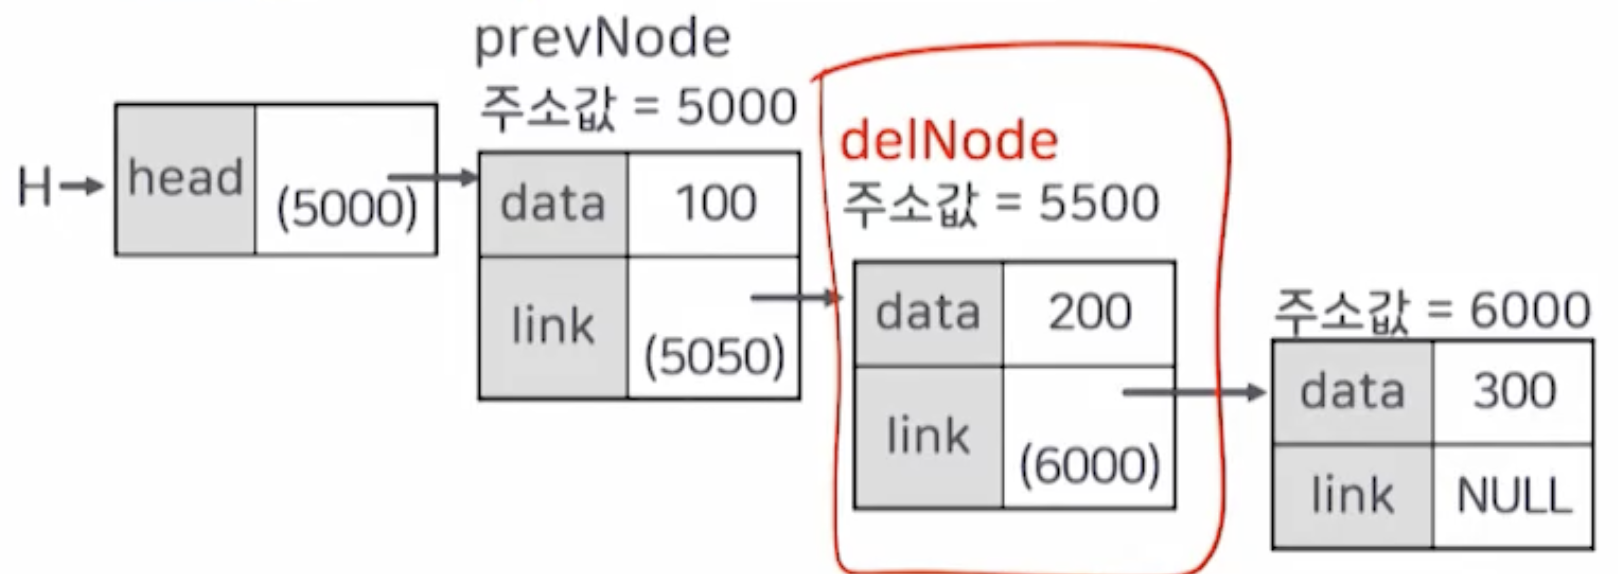 H
head
(5000)
prevNode
주소값 = 5000
data 100
link
(5050)
delNode
주소값 = 5500
data 200
link
(6000)
주소값 = 6000
data 300
link NULL